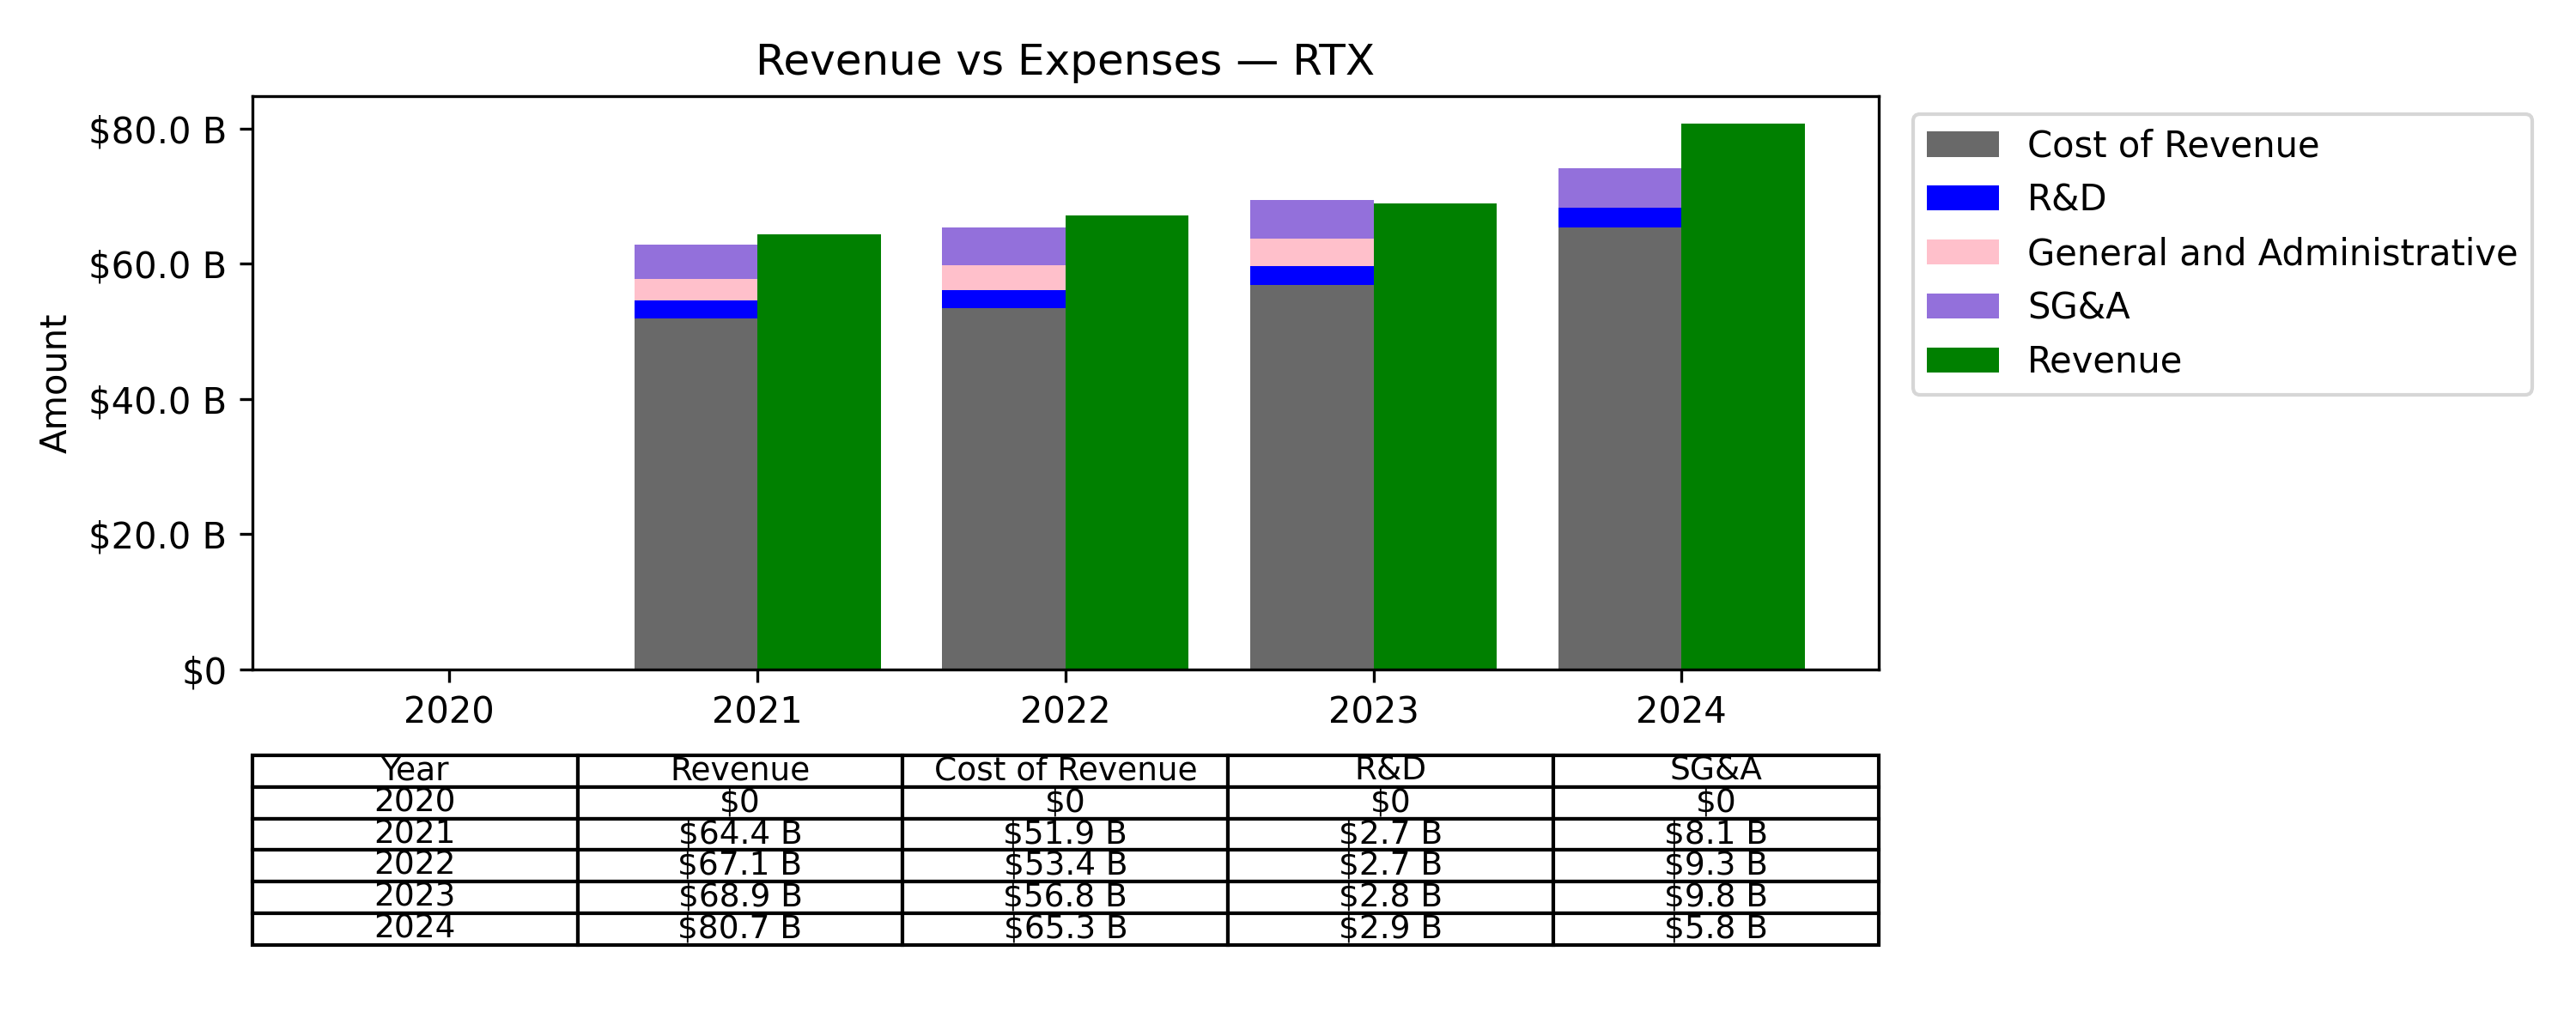 Revenue vs Expenses — RTX
Amount
$80.0 B
$60.0 B
$40.0 B
$20.0 B
$0
2020 2021 2022 2023 2024
Cost of Revenue
R&D
General and Administrative
SG&A
Revenue
Year Revenue Cost of Revenue R&D SG&A
2020 $0 $0 $0 $0
2021 $64.4 B $51.9 B $2.7 B $8.1 B
2022 $67.1 B $53.4 B $2.7 B $9.3 B
2023 $68.9 B $56.8 B $2.8 B $9.8 B
2024 $80.7 B $65.3 B $2.9 B $5.8 B